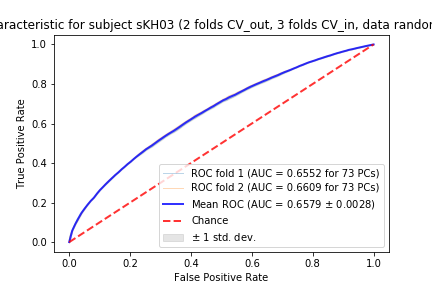 aracteristic for subject sKH03 (2 folds CV_out, 3 folds CV_in, data random
1.0
0.8
0.6
0.4
0.2
0.0
True Positive Rate
ROC fold 1 (AUC = 0.6552 for 73 PCs)
ROC fold 2 (AUC = 0.6609 for 73 PCs)
Mean ROC (AUC = 0.6579 ± 0.0028)
Chance
± 1 std. dev.
0.0 0.2 0.4 0.6 0.8 1.0
False Positive Rate